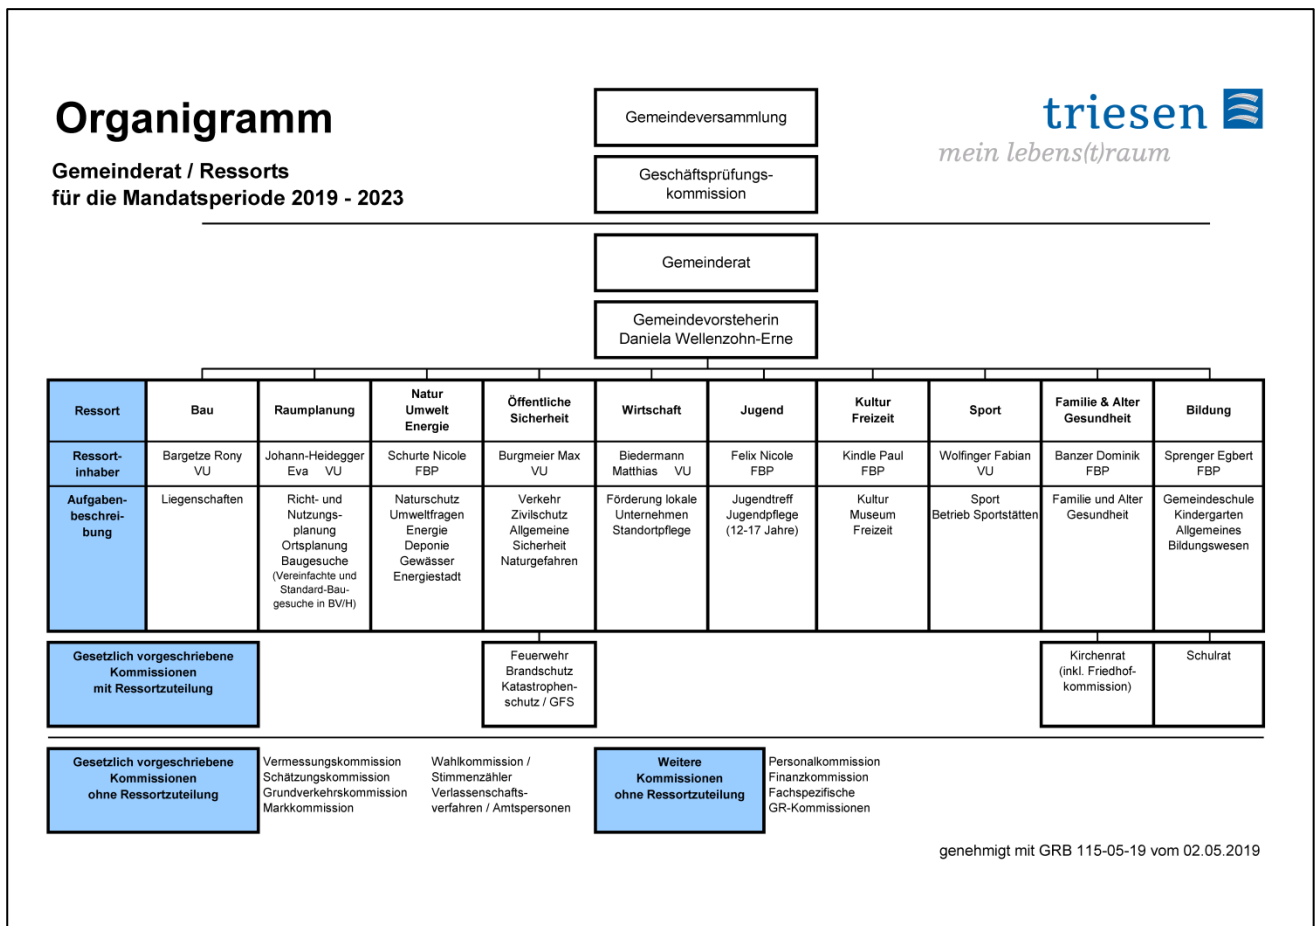 Organigramm
Gemeinderat / Ressorts
für die Mandatsperiode 2019 - 2023
Gemeindeversammlung
Geschäftsprüfungs-
kommission
triesen
mein lebens(t)raum
Gemeinderat
Gemeindevorsteherin
Daniela Wellenzohn-Erne
Ressort
Bau
Raumplanung
Natur
Umwelt
Energie
Öffentliche
Sicherheit
Wirtschaft
Jugend
Kultur
Freizeit
Sport
Familie & Alter
Gesundheit
Bildung
Ressort-
inhaber
Bargetze Rony
VU
Johann-Heidegger
Eva VU
Schurte Nicole
FBP
Burgmeier Max
VU
Biedermann
Matthias VU
Felix Nicole
FBP
Kindle Paul
FBP
Wolfinger Fabian
VU
Banzer Dominik
FBP
Sprenger Egbert
FBP
Aufgaben-
beschrei-
bung
Liegenschaften
Richt- und
Nutzungs-
planung
Ortsplanung
Baugesuche
(Vereinfachte und
Standard-Bau-
gesuche in BV/H)
Naturschutz
Umweltfragen
Energie
Deponie
Gewässer
Energiestadt
Verkehr
Zivilschutz
Allgemeine
Sicherheit
Naturgefahren
Förderung lokale
Unternehmen
Standortpflege
Jugendtreff
Jugendpflege
(12-17 Jahre)
Kultur
Museum
Freizeit
Sport
Betrieb Sportstätten
Familie und Alter
Gesundheit
Gemeindeschule
Kindergarten
Allgemeines
Bildungswesen
Gesetzlich vorgeschriebene
Kommissionen
mit Ressortzuteilung
Feuerwehr
Brandschutz
Katastrophen-
schutz / GFS
Kirchenrat
(inkl. Friedhof-
kommission)
Schulrat
Gesetzlich vorgeschriebene
Kommissionen
ohne Ressortzuteilung
Vermessungskommission
Schätzungskommission
Grundverkehrskommission
Markkommission
Wahlkommission /
Stimmenzähler
Verlassenschafts-
verfahren / Amtspersonen
Weitere
Kommissionen
ohne Ressortzuteilung
Personalkommission
Finanzkommission
Fachspezifische
GR-Kommissionen
genehmigt mit GRB 115-05-19 vom 02.05.2019